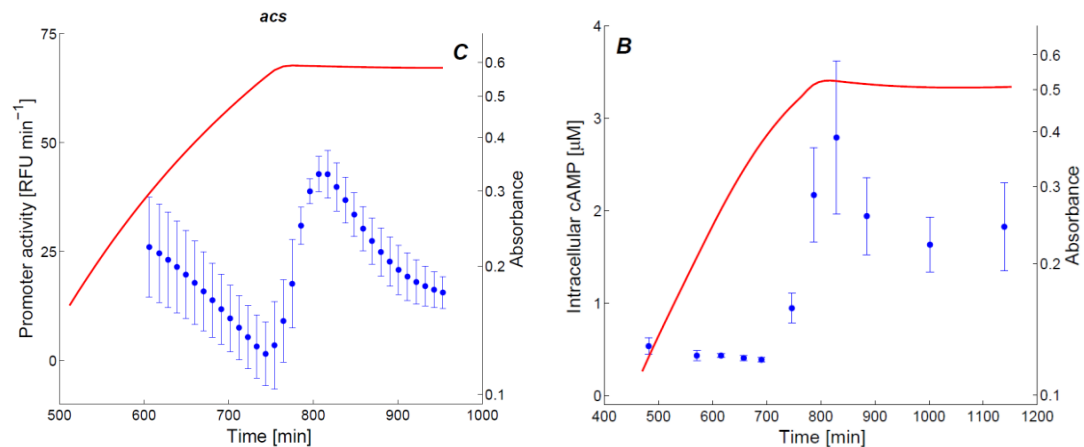 acs
C
75
50
25
0
Promoter activity [RFU min⁻¹]
0.6
0.5
0.4
0.3
0.2
0.1
Absorbance
500 600 700 800 900 1000
Time [min]
B
4
3
2
1
0
Intracellular cAMP [µM]
0.6
0.5
0.4
0.3
0.2
0.1
Absorbance
400 500 600 700 800 900 1000 1100 1200
Time [min]